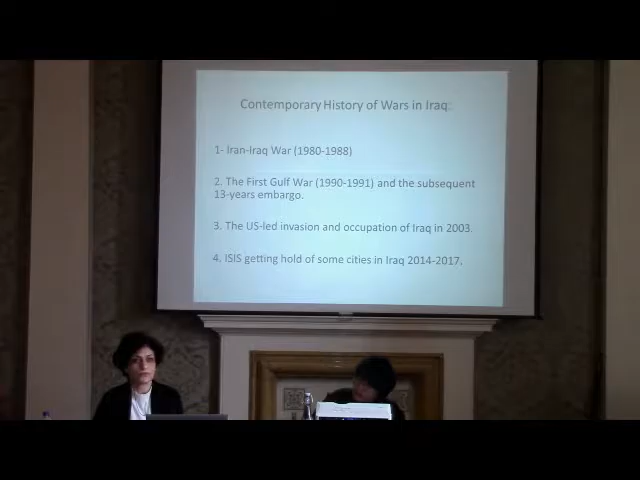 Contemporary History of Wars in Iraq:
1- Iran-Iraq War (1980-1988)
2. The First Gulf War (1990-1991) and the subsequent
13-years embargo.
3. The US-led invasion and occupation of Iraq in 2003.
4. ISIS getting hold of some cities in Iraq 2014-2017.